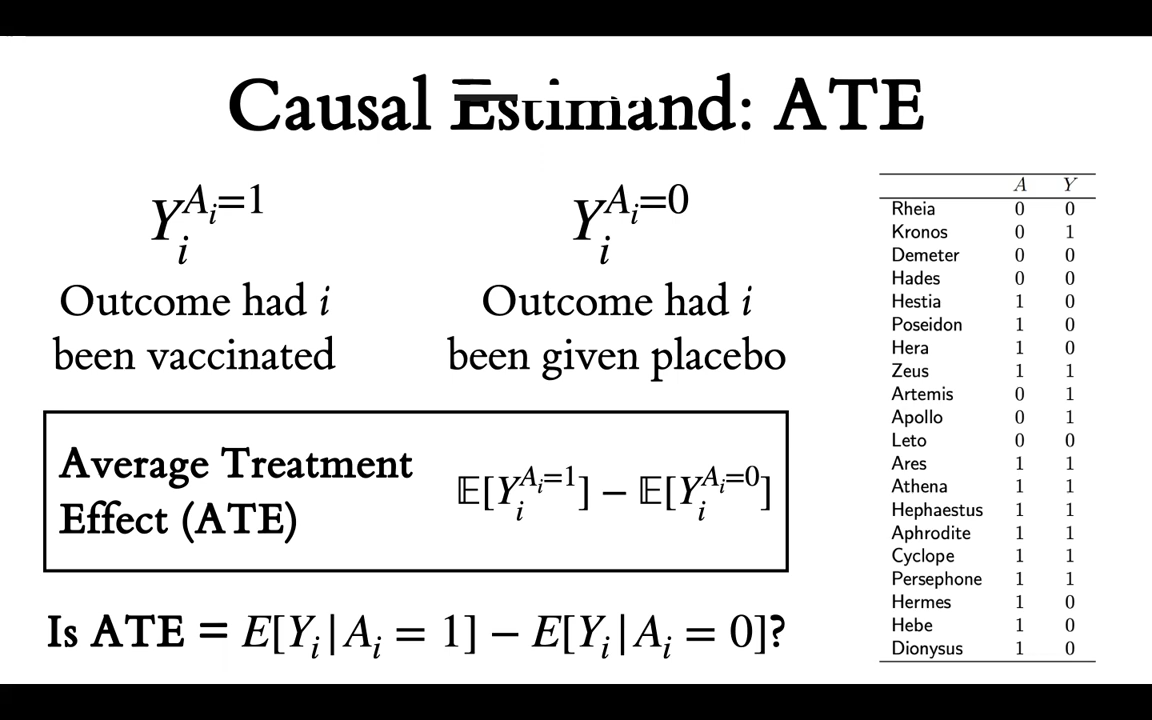 Causal Estimand: ATE
Y_i^{A_i=1}
Outcome had i
been vaccinated
Y_i^{A_i=0}
Outcome had i
been given placebo
Average Treatment
Effect (ATE)
𝔼[Y_i^{A_i=1}] − 𝔼[Y_i^{A_i=0}]
Is ATE = E[Y_i|A_i = 1] − E[Y_i|A_i = 0]?
A Y
Rheia 0 0
Kronos 0 1
Demeter 0 0
Hades 0 0
Hestia 1 0
Poseidon 1 0
Hera 1 0
Zeus 1 1
Artemis 0 1
Apollo 0 1
Leto 0 0
Ares 1 1
Athena 1 1
Hephaestus 1 1
Aphrodite 1 1
Cyclope 1 1
Persephone 1 1
Hermes 1 0
Hebe 1 0
Dionysus 1 0